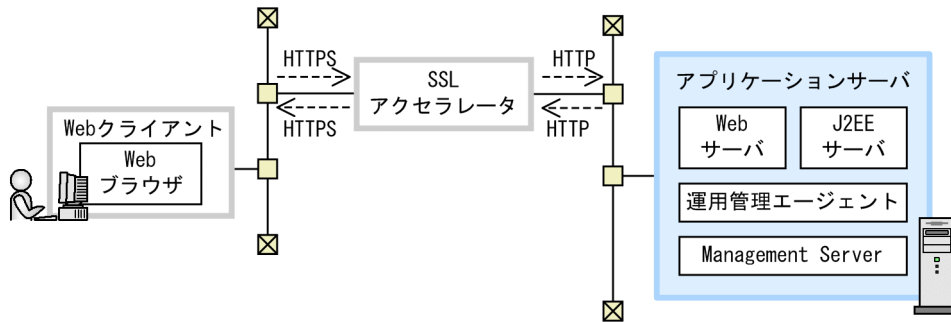 HTTPS
HTTPS
SSL
アクセラレータ
HTTP
HTTP
Webクライアント
Web
ブラウザ
アプリケーションサーバ
Web
サーバ
J2EE
サーバ
運用管理エージェント
Management Server